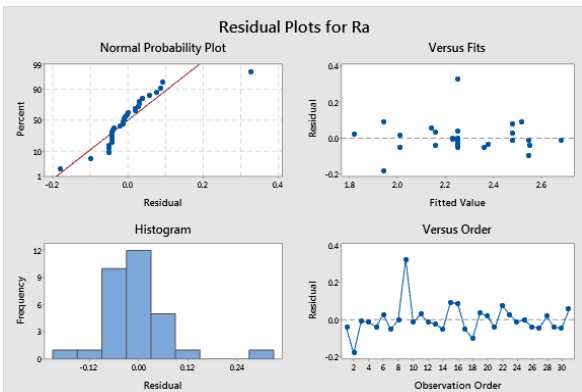 Residual Plots for Ra
Normal Probability Plot
Percent
99
90
50
10
1
-0.2
0.0
0.2
0.4
Residual
Versus Fits
Residual
0.4
0.2
0.0
-0.2
1.8
2.0
2.2
2.4
2.6
Fitted Value
Histogram
Frequency
12
9
6
3
0
-0.12
0.00
0.12
0.24
Residual
Versus Order
Residual
0.4
0.2
0.0
-0.2
2 4 6 8 10 12 14 16 18 20 22 24 26 28 30
Observation Order